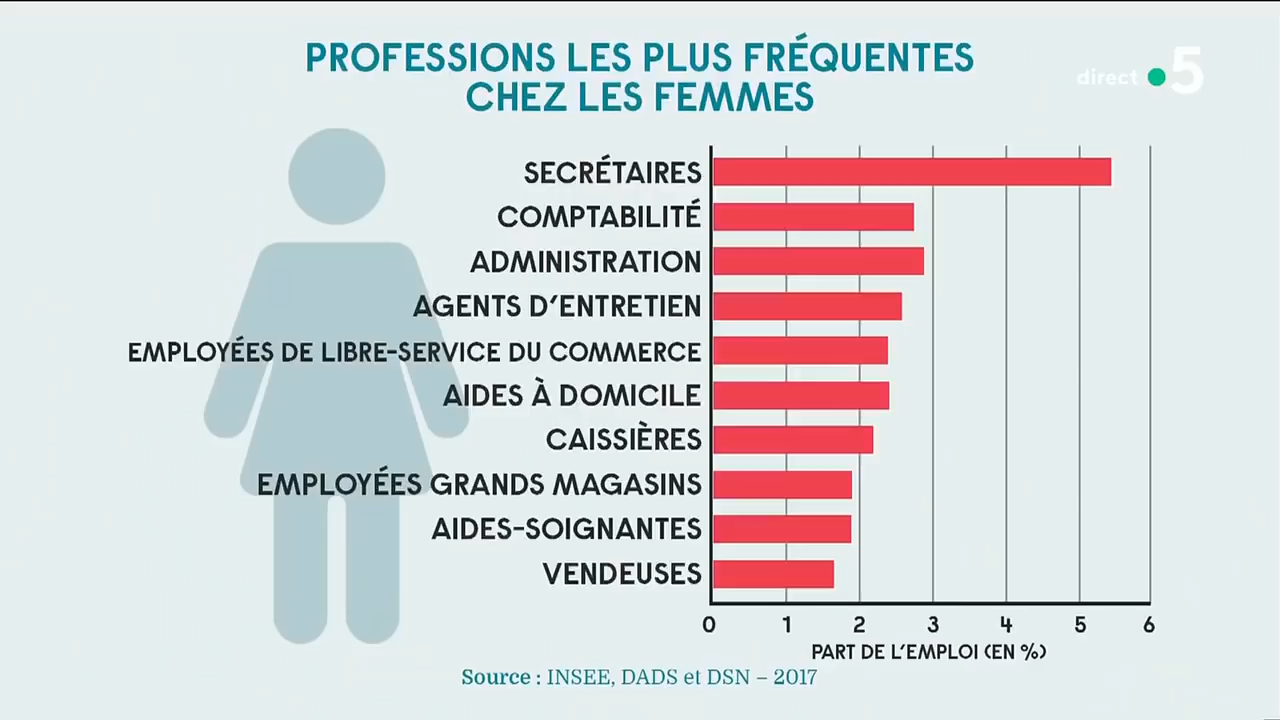 PROFESSIONS LES PLUS FRÉQUENTES
CHEZ LES FEMMES
direct 5
SECRÉTAIRES
COMPTABILITÉ
ADMINISTRATION
AGENTS D'ENTRETIEN
EMPLOYÉES DE LIBRE-SERVICE DU COMMERCE
AIDES À DOMICILE
CAISSIÈRES
EMPLOYÉES GRANDS MAGASINS
AIDES-SOIGNANTES
VENDEUSES
0 1 2 3 4 5 6
PART DE L'EMPLOI (EN %)
Source : INSEE, DADS et DSN – 2017